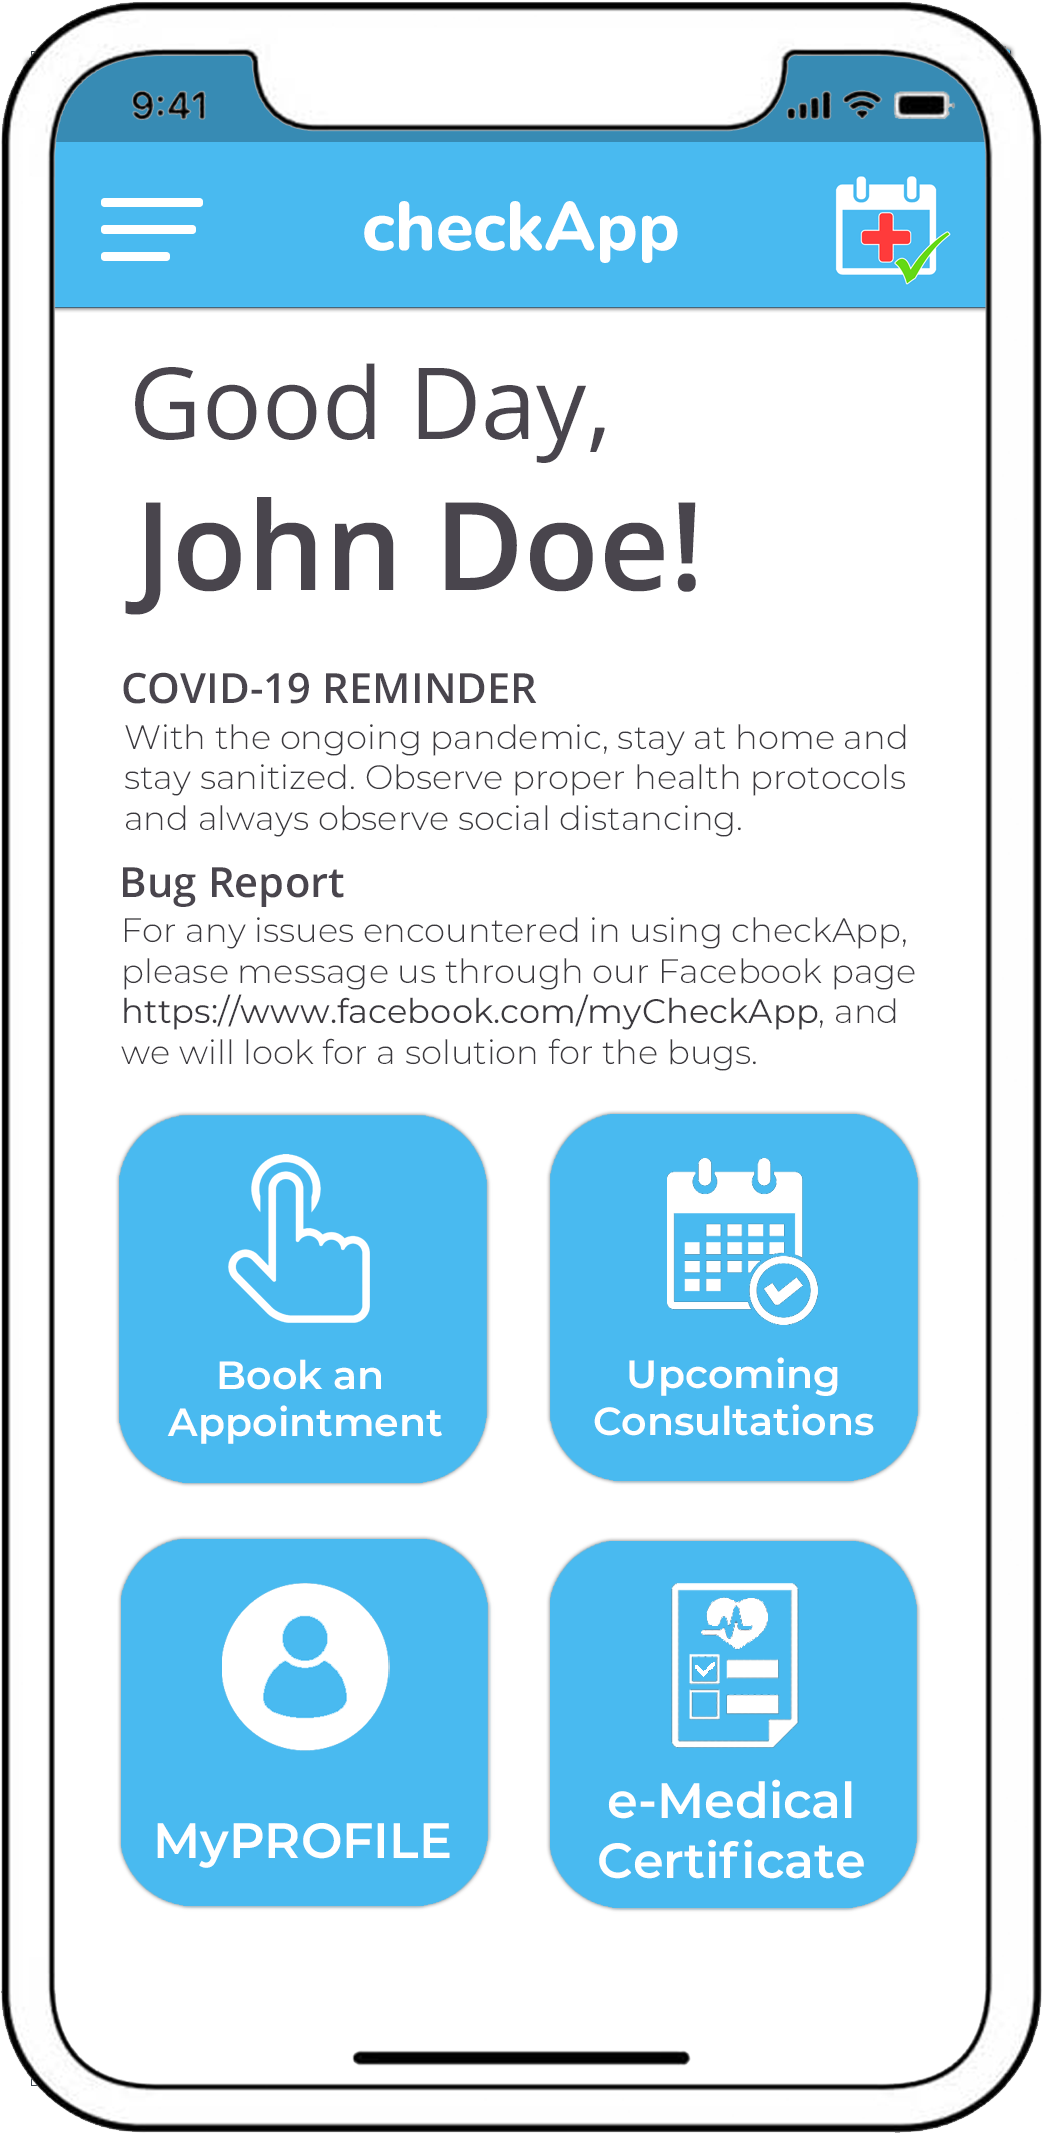 9:41
checkApp
Good Day,
John Doe!
COVID-19 REMINDER
With the ongoing pandemic, stay at home and
stay sanitized. Observe proper health protocols
and always observe social distancing.
Bug Report
For any issues encountered in using checkApp,
please message us through our Facebook page
https://www.facebook.com/myCheckApp, and
we will look for a solution for the bugs.
Book an
Appointment
Upcoming
Consultations
MyPROFILE
e-Medical
Certificate